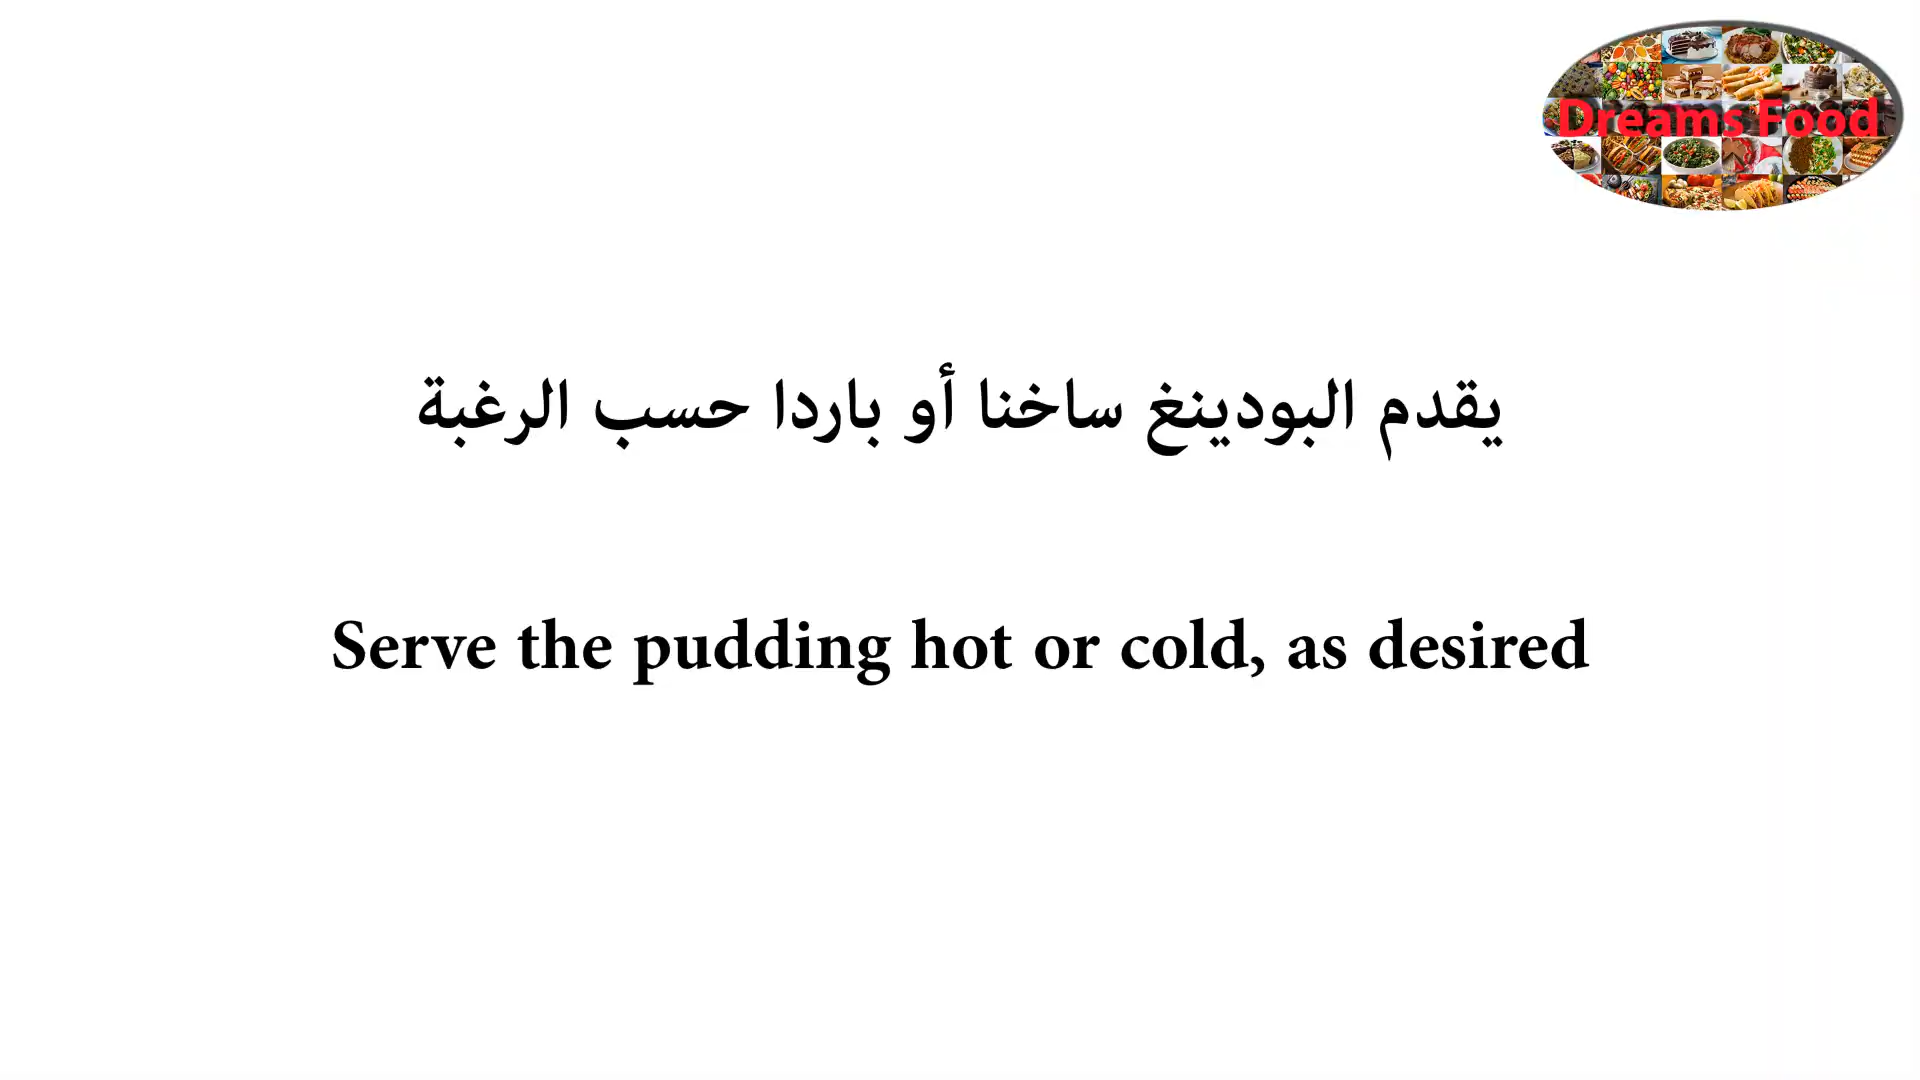 Dreams Food
يقدم البودينغ ساخنا أو باردا حسب الرغبة
Serve the pudding hot or cold, as desired